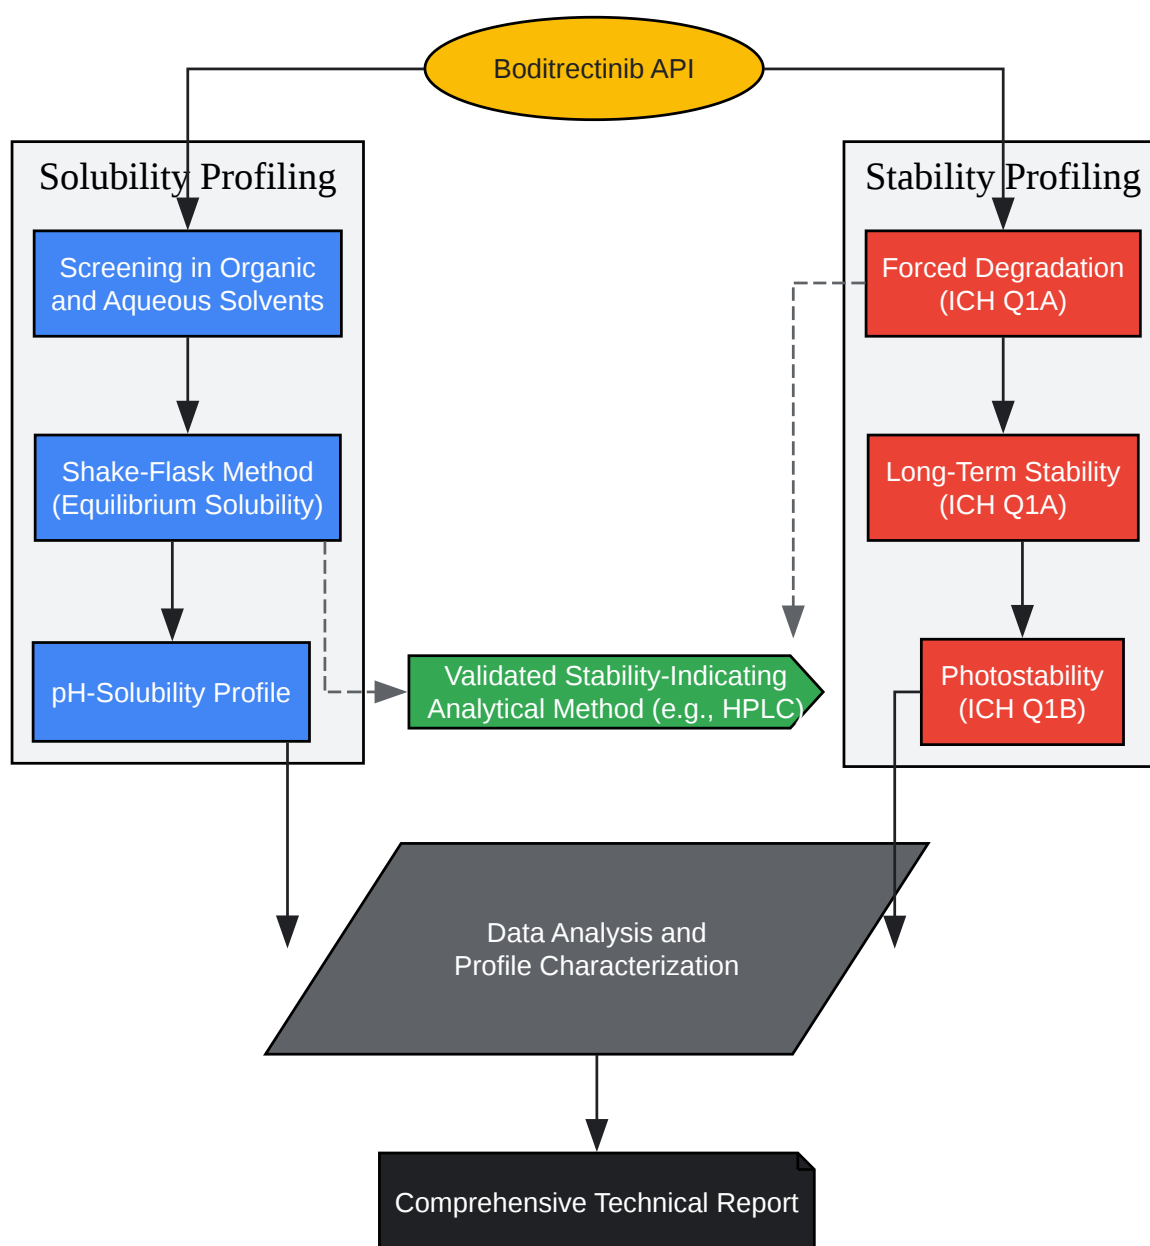 Boditrectinib API
Solubility Profiling
Screening in Organic
and Aqueous Solvents
Shake-Flask Method
(Equilibrium Solubility)
pH-Solubility Profile
Stability Profiling
Forced Degradation
(ICH Q1A)
Long-Term Stability
(ICH Q1A)
Photostability
(ICH Q1B)
Validated Stability-Indicating
Analytical Method (e.g., HPLC)
Data Analysis and
Profile Characterization
Comprehensive Technical Report